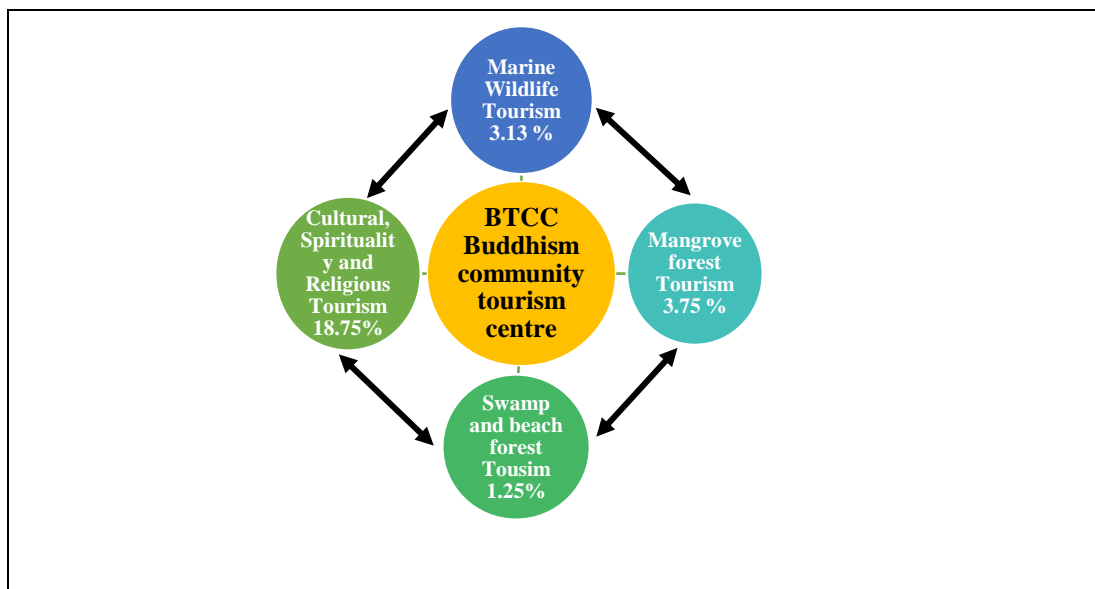 Marine
Wildlife
Tourism
3.13 %
Cultural,
Spiritualit
y and
Religious
Tourism
18.75%
BTCC
Buddhism
community
tourism
centre
Mangrove
forest
Tourism
3.75 %
Swamp
and beach
forest
Tousim
1.25%